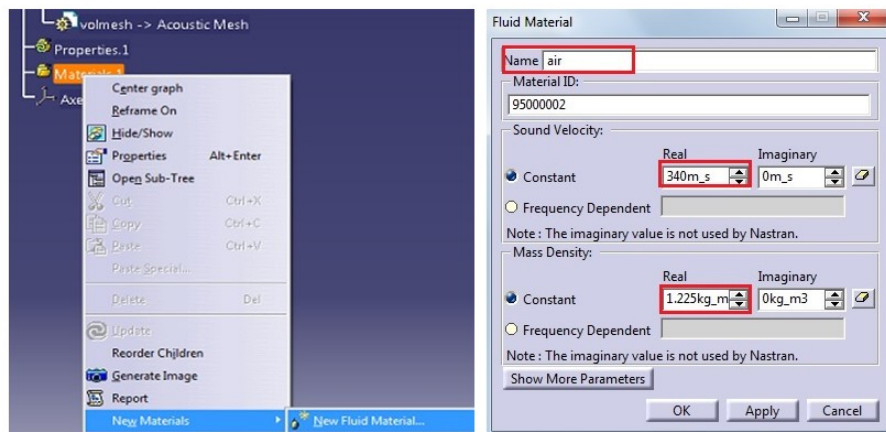 volmesh -> Acoustic Mesh
Properties.1
Materials.1
Axe
Center graph
Reframe On
Hide/Show
Properties Alt+Enter
Open Sub-Tree
Cut Ctrl+X
Copy Ctrl+C
Paste Ctrl+V
Paste Special...
Delete Del
Update
Reorder Children
Generate Image
Report
New Materials
New Fluid Material...
Fluid Material
Name air
Material ID:
95000002
Sound Velocity:
Real Imaginary
Constant 340m_s 0m_s
Frequency Dependent
Note : The imaginary value is not used by Nastran.
Mass Density:
Real Imaginary
Constant 1.225kg_m 0kg_m3
Frequency Dependent
Note : The imaginary value is not used by Nastran.
Show More Parameters
OK Apply Cancel